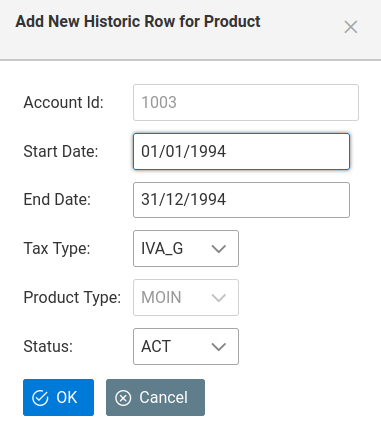 Add New Historic Row for Product
Account Id: 1003
Start Date: 01/01/1994
End Date: 31/12/1994
Tax Type: IVA_G
Product Type: MOIN
Status: ACT
OK Cancel